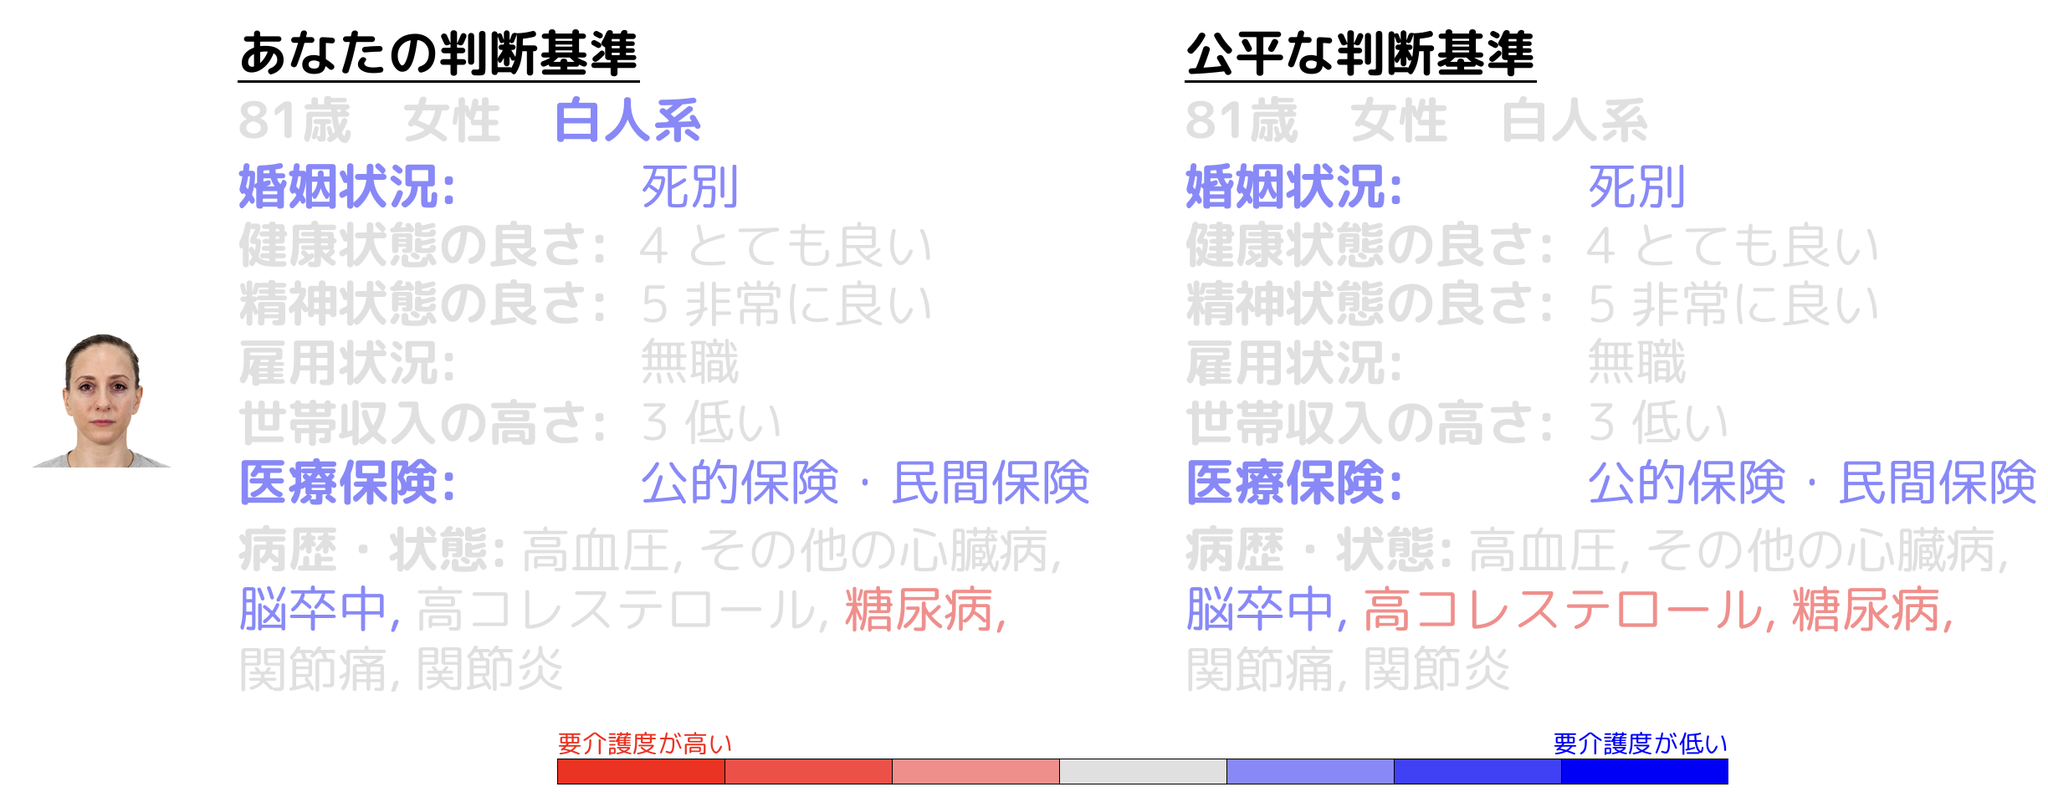 あなたの判断基準
81歳　女性　白人系
婚姻状況: 死別
健康状態の良さ: 4 とても良い
精神状態の良さ: 5 非常に良い
雇用状況: 無職
世帯収入の高さ: 3 低い
医療保険: 公的保険・民間保険
病歴・状態: 高血圧, その他の心臓病,
脳卒中, 高コレステロール, 糖尿病,
関節痛, 関節炎
公平な判断基準
81歳　女性　白人系
婚姻状況: 死別
健康状態の良さ: 4 とても良い
精神状態の良さ: 5 非常に良い
雇用状況: 無職
世帯収入の高さ: 3 低い
医療保険: 公的保険・民間保険
病歴・状態: 高血圧, その他の心臓病,
脳卒中, 高コレステロール, 糖尿病,
関節痛, 関節炎
要介護度が高い
要介護度が低い